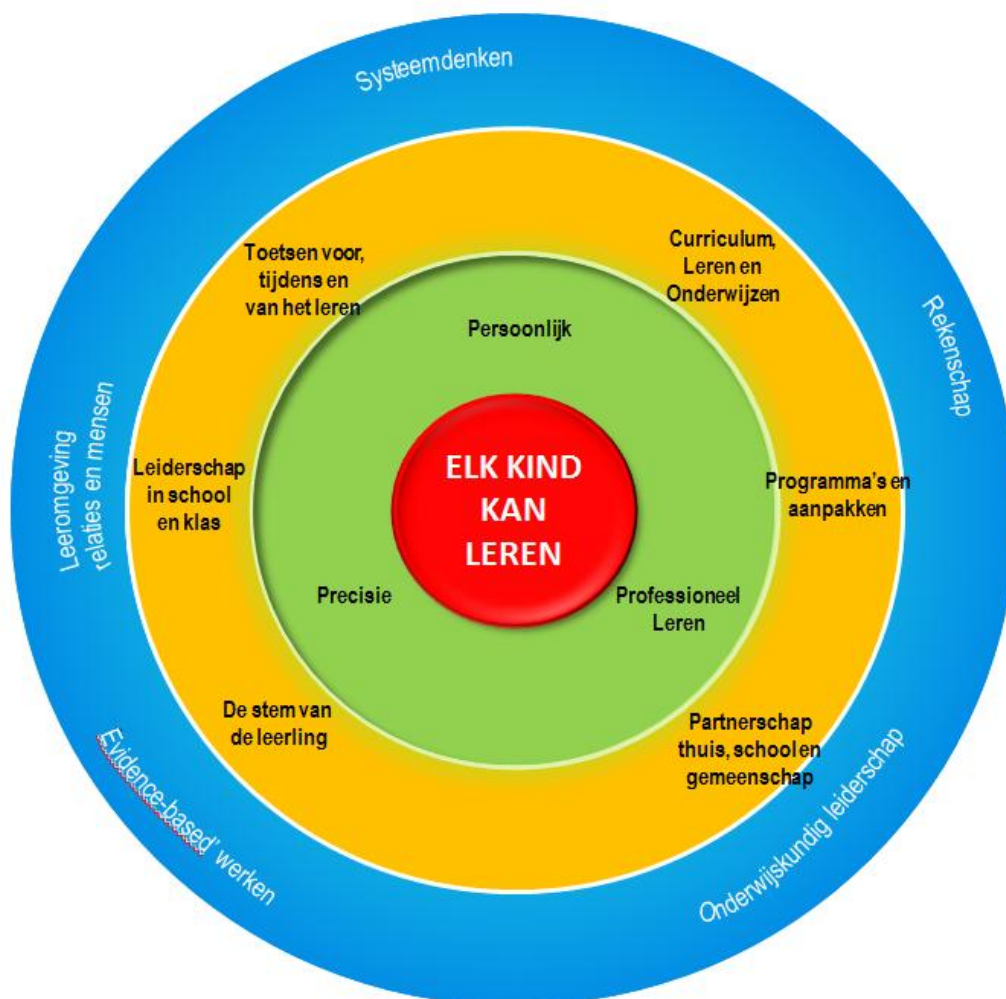 Systeemdenken
Toetsen voor,
tijdens en
van het leren
Curriculum,
Leren en
Onderwijzen
Rekenschap
Persoonlijk
Leeromgeving
relaties en mensen
Leiderschap
in school
en klas
ELK KIND
KAN
LEREN
Programma's en
aanpakken
Precisie
Professioneel
Leren
De stem van
de leerling
Partnerschap
thuis, school en
gemeenschap
Evidence-based' werken
Onderwijskundig leiderschap